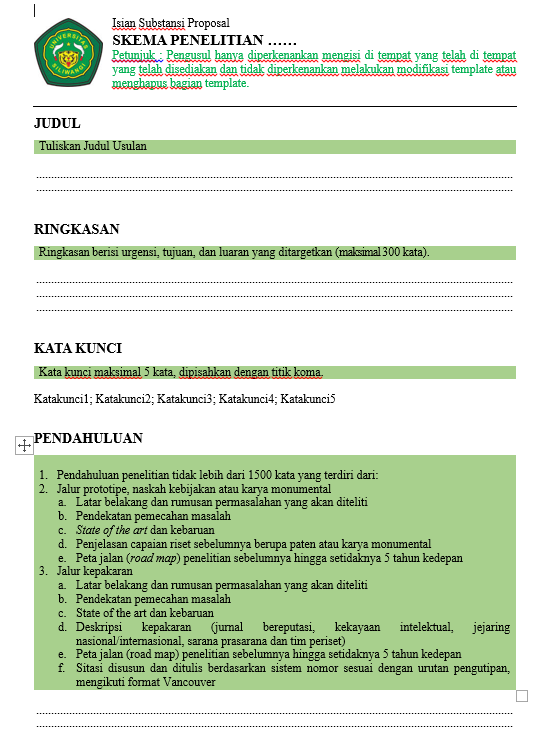 Isian Substansi Proposal
SKEMA PENELITIAN ……
Petunjuk : Pengusul hanya diperkenankan mengisi di tempat yang telah di tempat
yang telah disediakan dan tidak diperkenankan melakukan modifikasi template atau
menghapus bagian template.
UNIVERSITAS
SILIWANGI
JUDUL
Tuliskan Judul Usulan
RINGKASAN
Ringkasan berisi urgensi, tujuan, dan luaran yang ditargetkan (maksimal 300 kata).
KATA KUNCI
Kata kunci maksimal 5 kata, dipisahkan dengan titik koma.
Katakunci1; Katakunci2; Katakunci3; Katakunci4; Katakunci5
PENDAHULUAN
1. Pendahuluan penelitian tidak lebih dari 1500 kata yang terdiri dari:
2. Jalur prototipe, naskah kebijakan atau karya monumental
a. Latar belakang dan rumusan permasalahan yang akan diteliti
b. Pendekatan pemecahan masalah
c. State of the art dan kebaruan
d. Penjelasan capaian riset sebelumnya berupa paten atau karya monumental
e. Peta jalan (road map) penelitian sebelumnya hingga setidaknya 5 tahun kedepan
3. Jalur kepakaran
a. Latar belakang dan rumusan permasalahan yang akan diteliti
b. Pendekatan pemecahan masalah
c. State of the art dan kebaruan
d. Deskripsi kepakaran (jurnal bereputasi, kekayaan intelektual, jejaring
nasional/internasional, sarana prasarana dan tim periset)
e. Peta jalan (road map) penelitian sebelumnya hingga setidaknya 5 tahun kedepan
f. Sitasi disusun dan ditulis berdasarkan sistem nomor sesuai dengan urutan pengutipan,
mengikuti format Vancouver